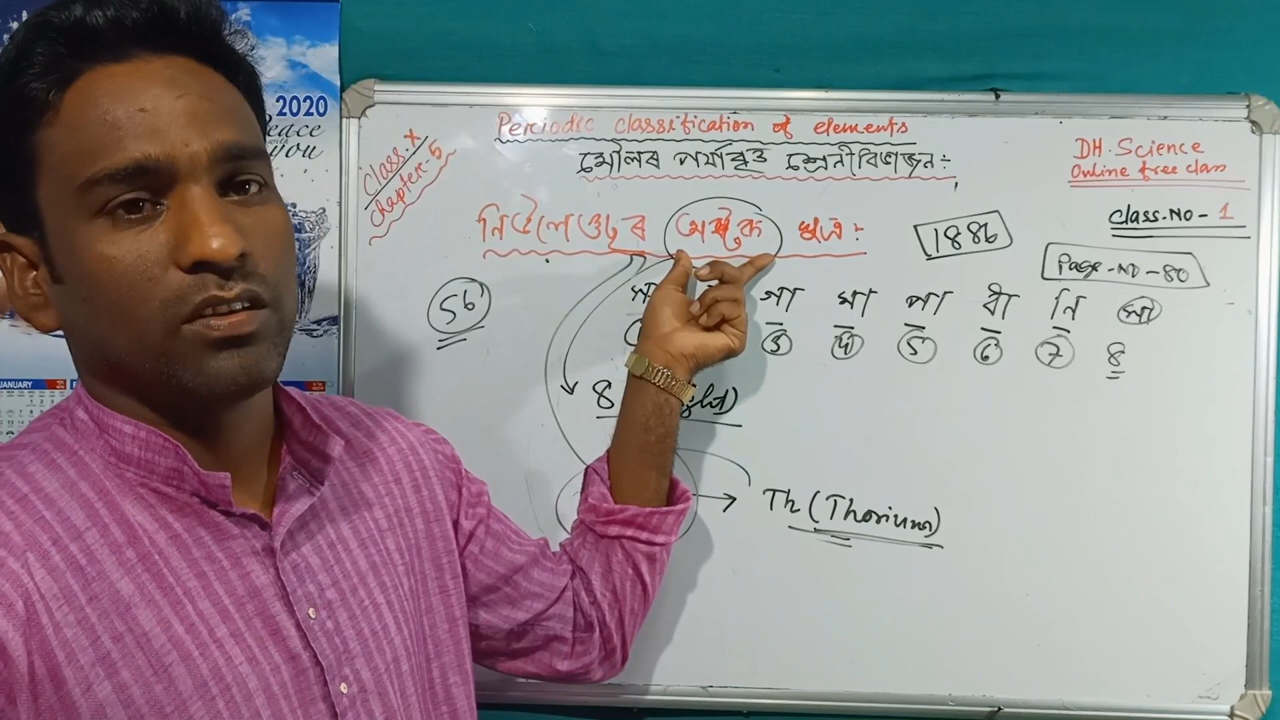 2020
Peace
with
you
JANUARY
Class-X
Chapter-5
Periodic classification of elements
মৌলৰ পৰ্যাবৃত্ত শ্ৰেনীবিভাজন:-
DH. Science
Online free class
Class.No - 1
নিউলেণ্ডৰ অষ্টক সূত্ৰ:
1886
Page-NO-80
56
সা গা মা পা ধা নি সা
3 4 5 6 7 8
8
Th (Thorium)